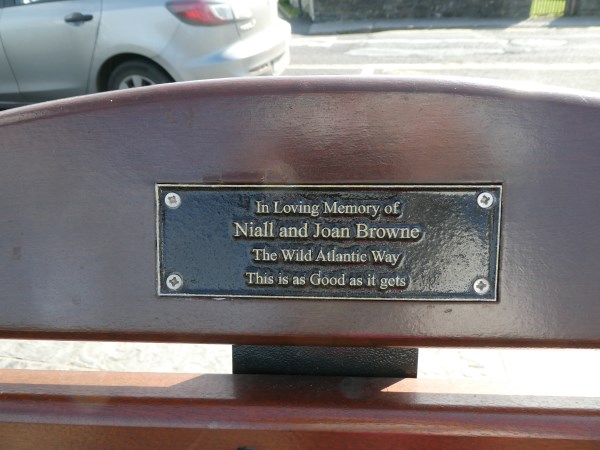 In Loving Memory of
Niall and Joan Browne
The Wild Atlantic Way
This is as Good as it gets